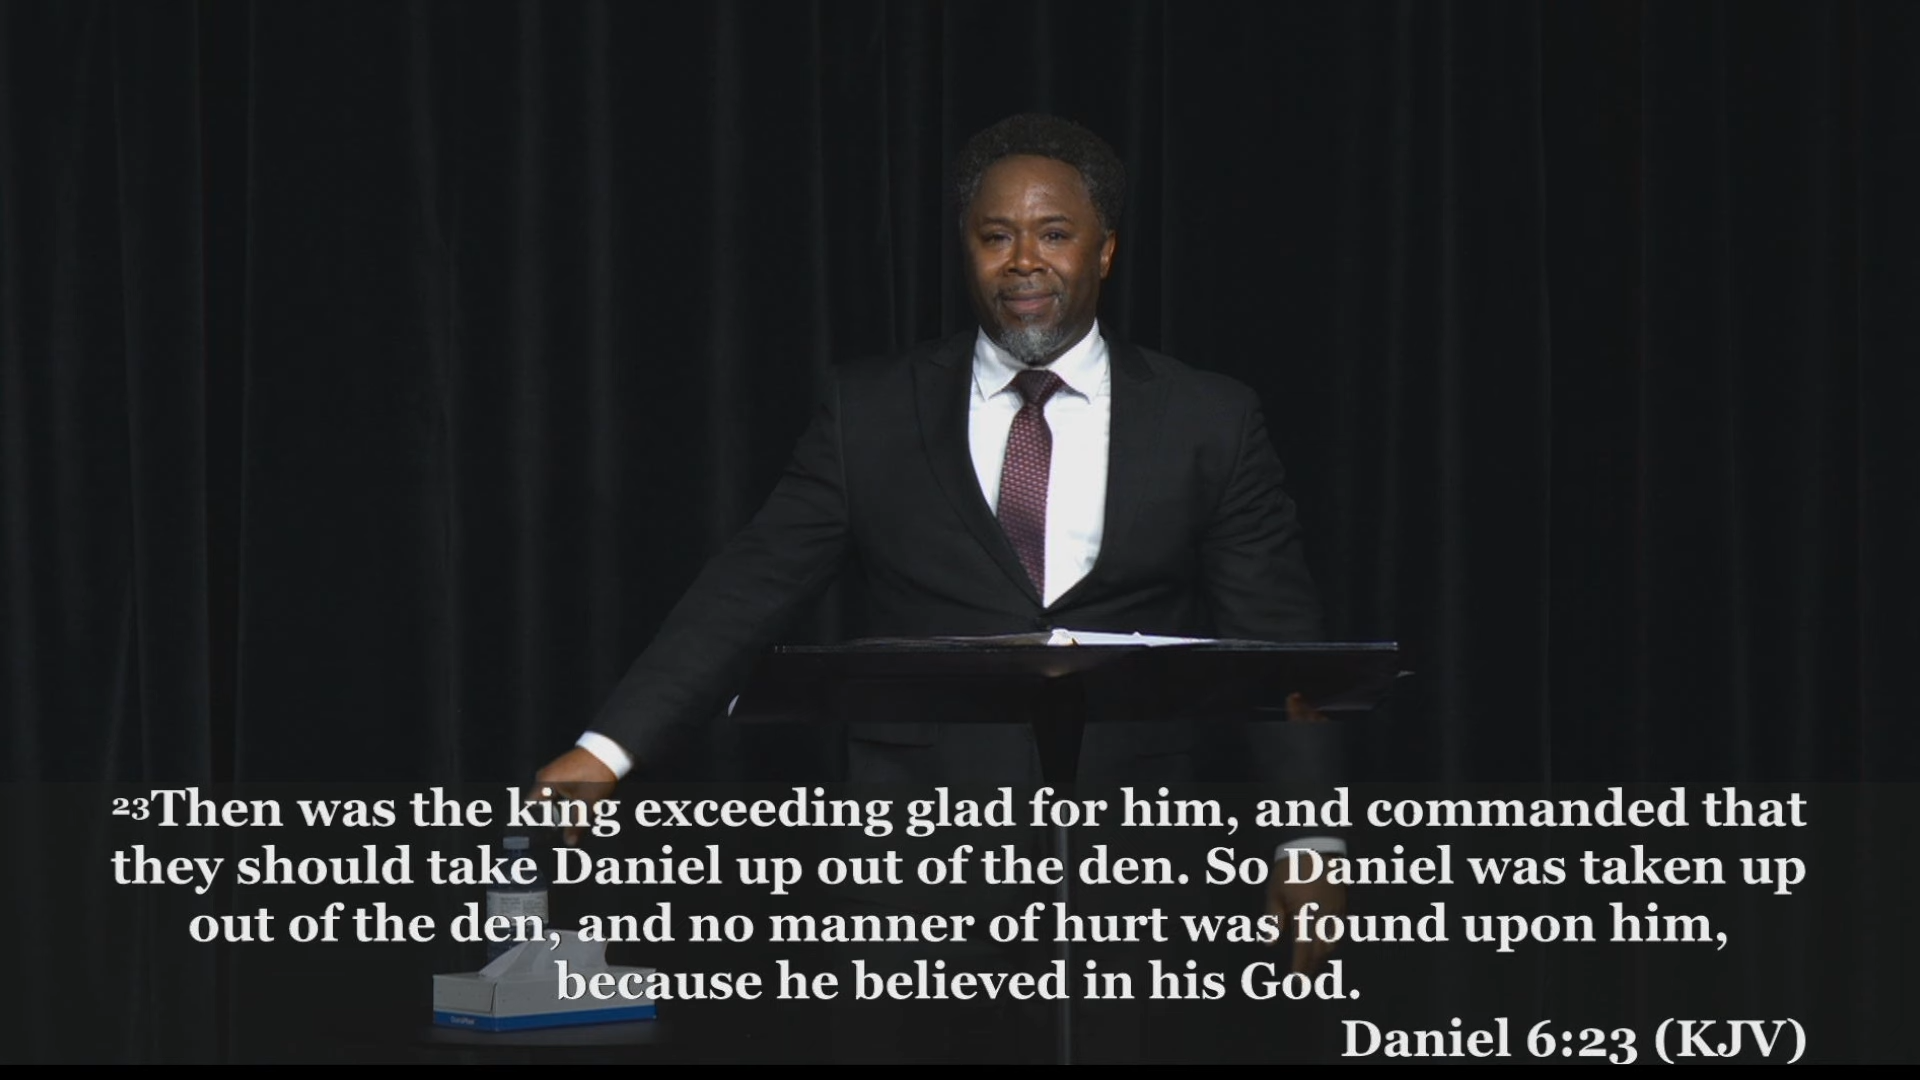 23Then was the king exceeding glad for him, and commanded that
they should take Daniel up out of the den. So Daniel was taken up
out of the den, and no manner of hurt was found upon him,
because he believed in his God.
Daniel 6:23 (KJV)